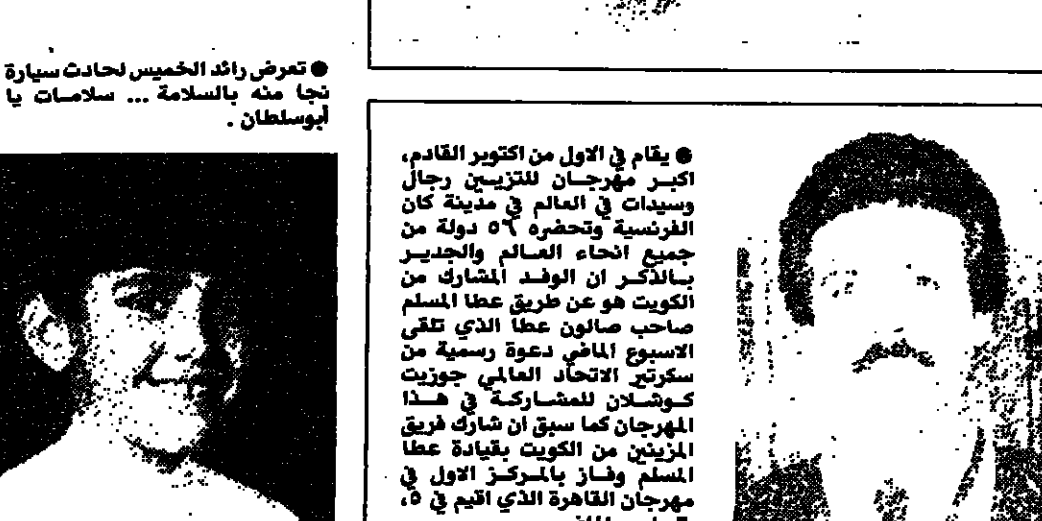 ● تعرض رائد الخميس لحادث سيارة
نجا منه بالسلامة ... سلامات يا
أبوسلطان .
● يقام في الاول من اكتوبر القادم،
اكبر مهرجان للتزيين رجال
وسيدات في العالم في مدينة كان
الفرنسية وتحضره ٥٦ دولة من
جميع انحاء العالم والجدير
بالذكر ان الوفد المشارك من
الكويت هو عن طريق عطا المسلم
صاحب صالون عطا الذي تلقى
الاسبوع الماضي دعوة رسمية من
سكرتير الاتحاد العالمي جوزيت
كوشلان للمشاركة في هذا
المهرجان كما سبق ان شارك فريق
المزينين من الكويت بقيادة عطا
المسلم وفاز بالمركز الاول في
مهرجان القاهرة الذي اقيم في ٥،